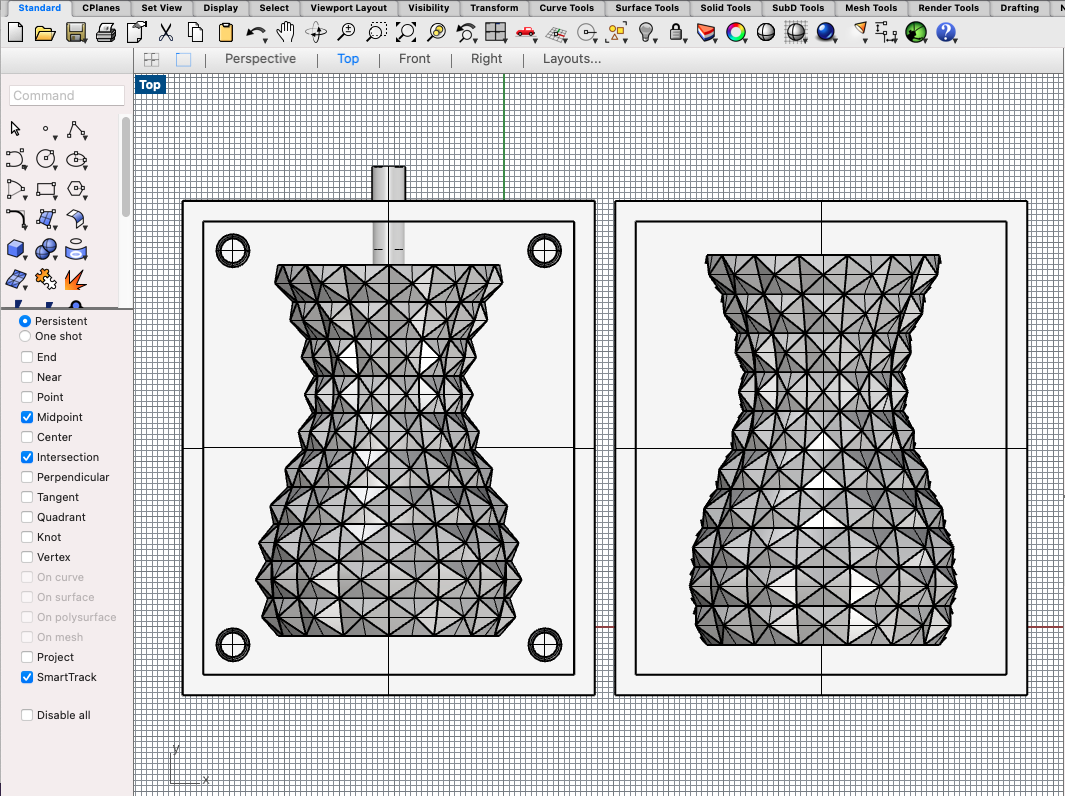 Standard CPlanes Set View Display Select Viewport Layout Visibility Transform Curve Tools Surface Tools Solid Tools SubD Tools Mesh Tools Render Tools Drafting
Perspective Top Front Right Layouts...
Top
Command
Persistent
One shot
End
Near
Point
Midpoint
Center
Intersection
Perpendicular
Tangent
Quadrant
Knot
Vertex
On curve
On surface
On polysurface
On mesh
Project
SmartTrack
Disable all
y
x